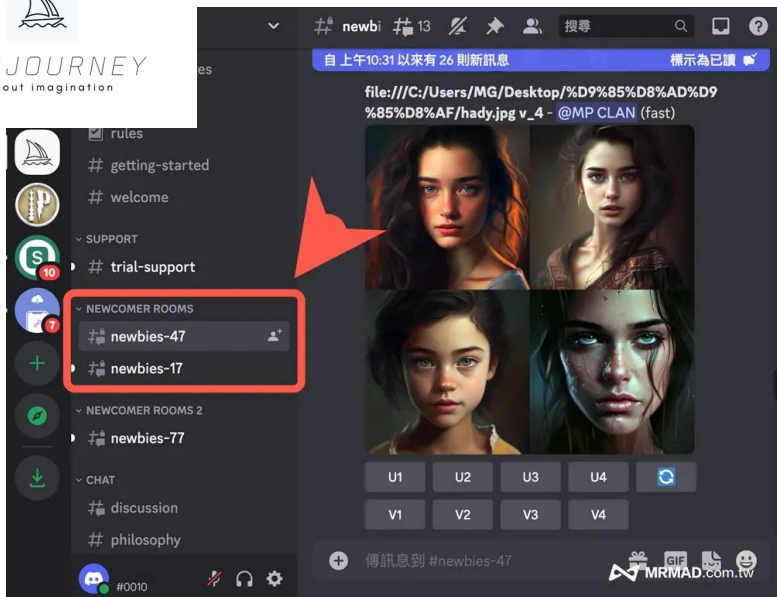 JOURNEY
out imagination
es
rules
# getting-started
# welcome
SUPPORT
# trial-support
NEWCOMER ROOMS
newbies-47
newbies-17
NEWCOMER ROOMS 2
newbies-77
CHAT
discussion
# philosophy
#0010
S
10
7
newbi
13
搜尋
自 上午10:31 以來有 26 則新訊息
標示為已讀
file:///C:/Users/MG/Desktop/%D9%85%D8%AD%D9
%85%D8%AF/hady.jpg v_4 - @MP CLAN (fast)
U1 U2 U3 U4
V1 V2 V3 V4
傳訊息到 #newbies-47
GIF
MRMAD.com.tw